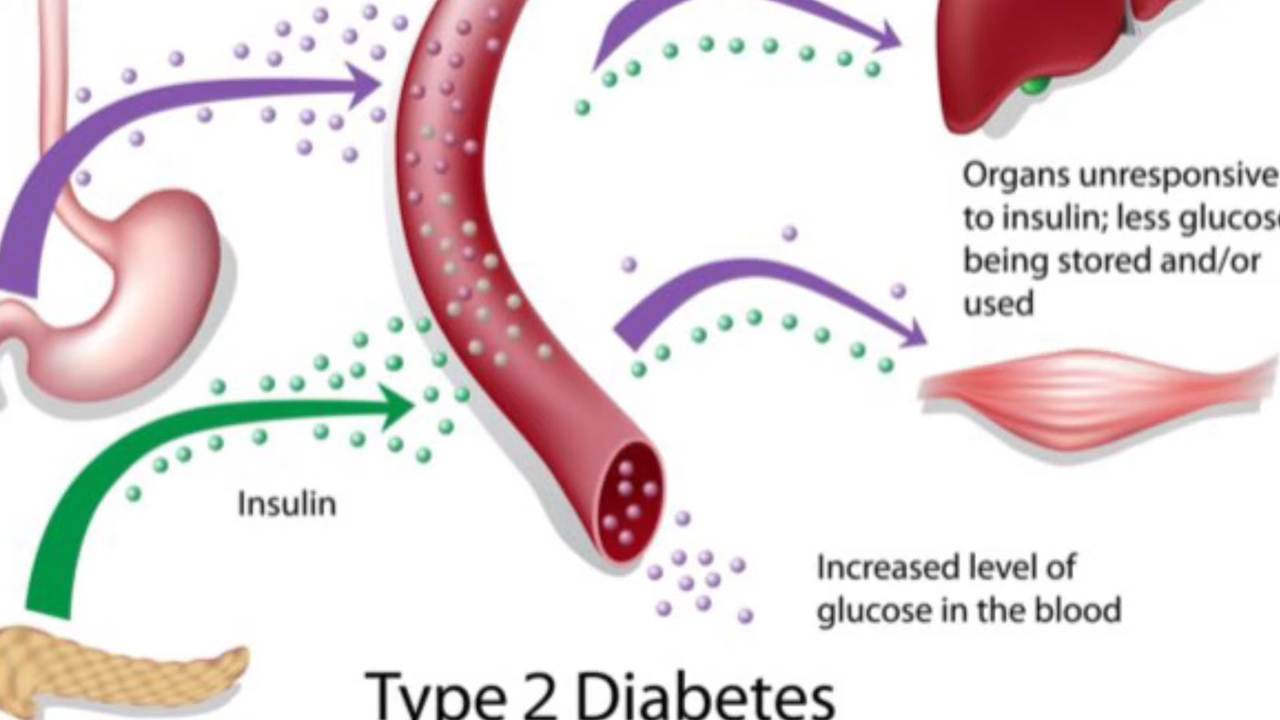 Organs unresponsive
to insulin; less glucose
being stored and/or
used
Insulin
Increased level of
glucose in the blood
Type 2 Diabetes